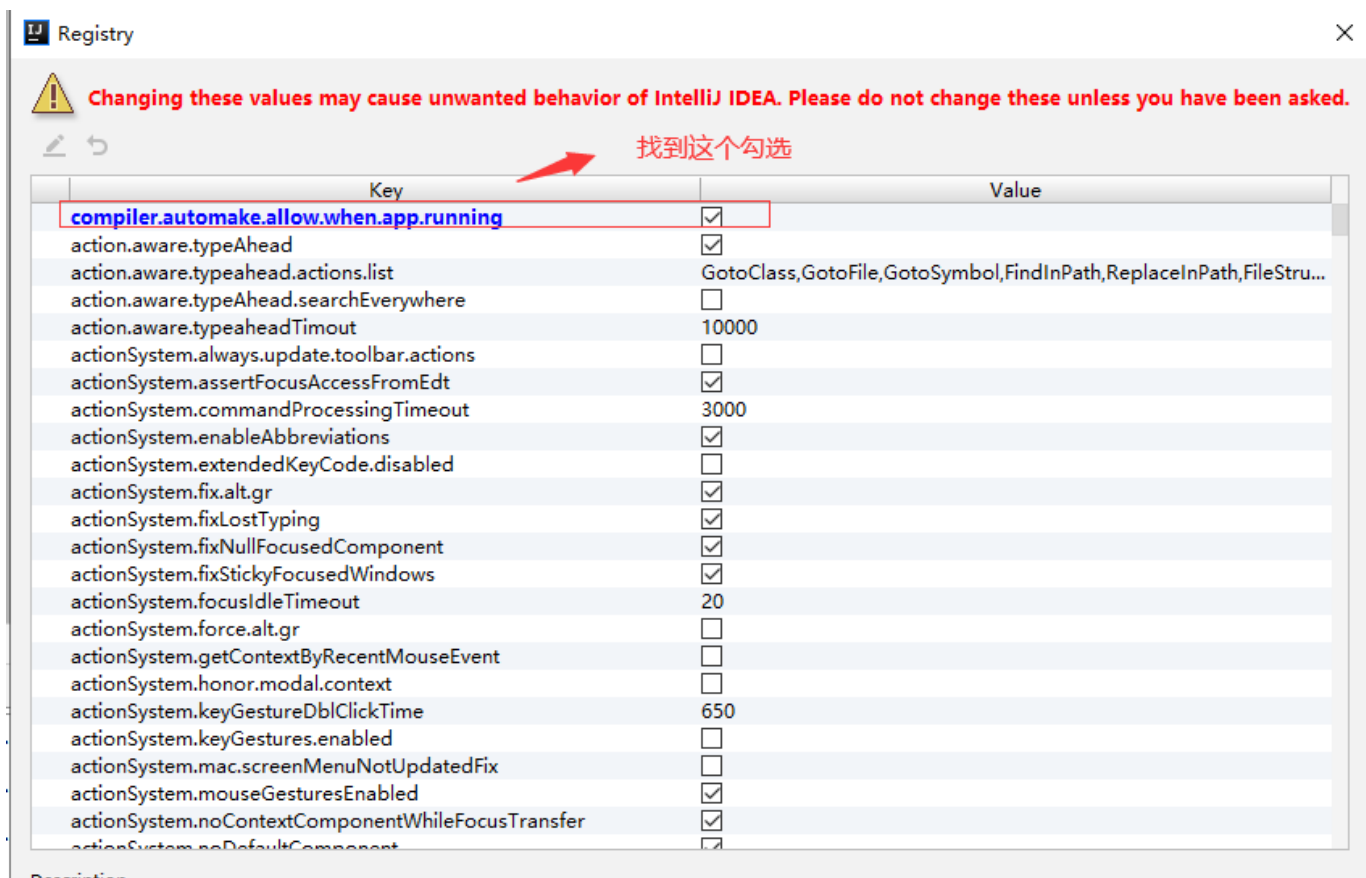 Registry
Changing these values may cause unwanted behavior of IntelliJ IDEA. Please do not change these unless you have been asked.
找到这个勾选
Key Value
compiler.automake.allow.when.app.running
action.aware.typeAhead
action.aware.typeahead.actions.list GotoClass,GotoFile,GotoSymbol,FindInPath,ReplaceInPath,FileStru...
action.aware.typeAhead.searchEverywhere
action.aware.typeaheadTimout 10000
actionSystem.always.update.toolbar.actions
actionSystem.assertFocusAccessFromEdt
actionSystem.commandProcessingTimeout 3000
actionSystem.enableAbbreviations
actionSystem.extendedKeyCode.disabled
actionSystem.fix.alt.gr
actionSystem.fixLostTyping
actionSystem.fixNullFocusedComponent
actionSystem.fixStickyFocusedWindows
actionSystem.focusIdleTimeout 20
actionSystem.force.alt.gr
actionSystem.getContextByRecentMouseEvent
actionSystem.honor.modal.context
actionSystem.keyGestureDblClickTime 650
actionSystem.keyGestures.enabled
actionSystem.mac.screenMenuNotUpdatedFix
actionSystem.mouseGesturesEnabled
actionSystem.noContextComponentWhileFocusTransfer
actionSystem.noDefaultComponent
Description